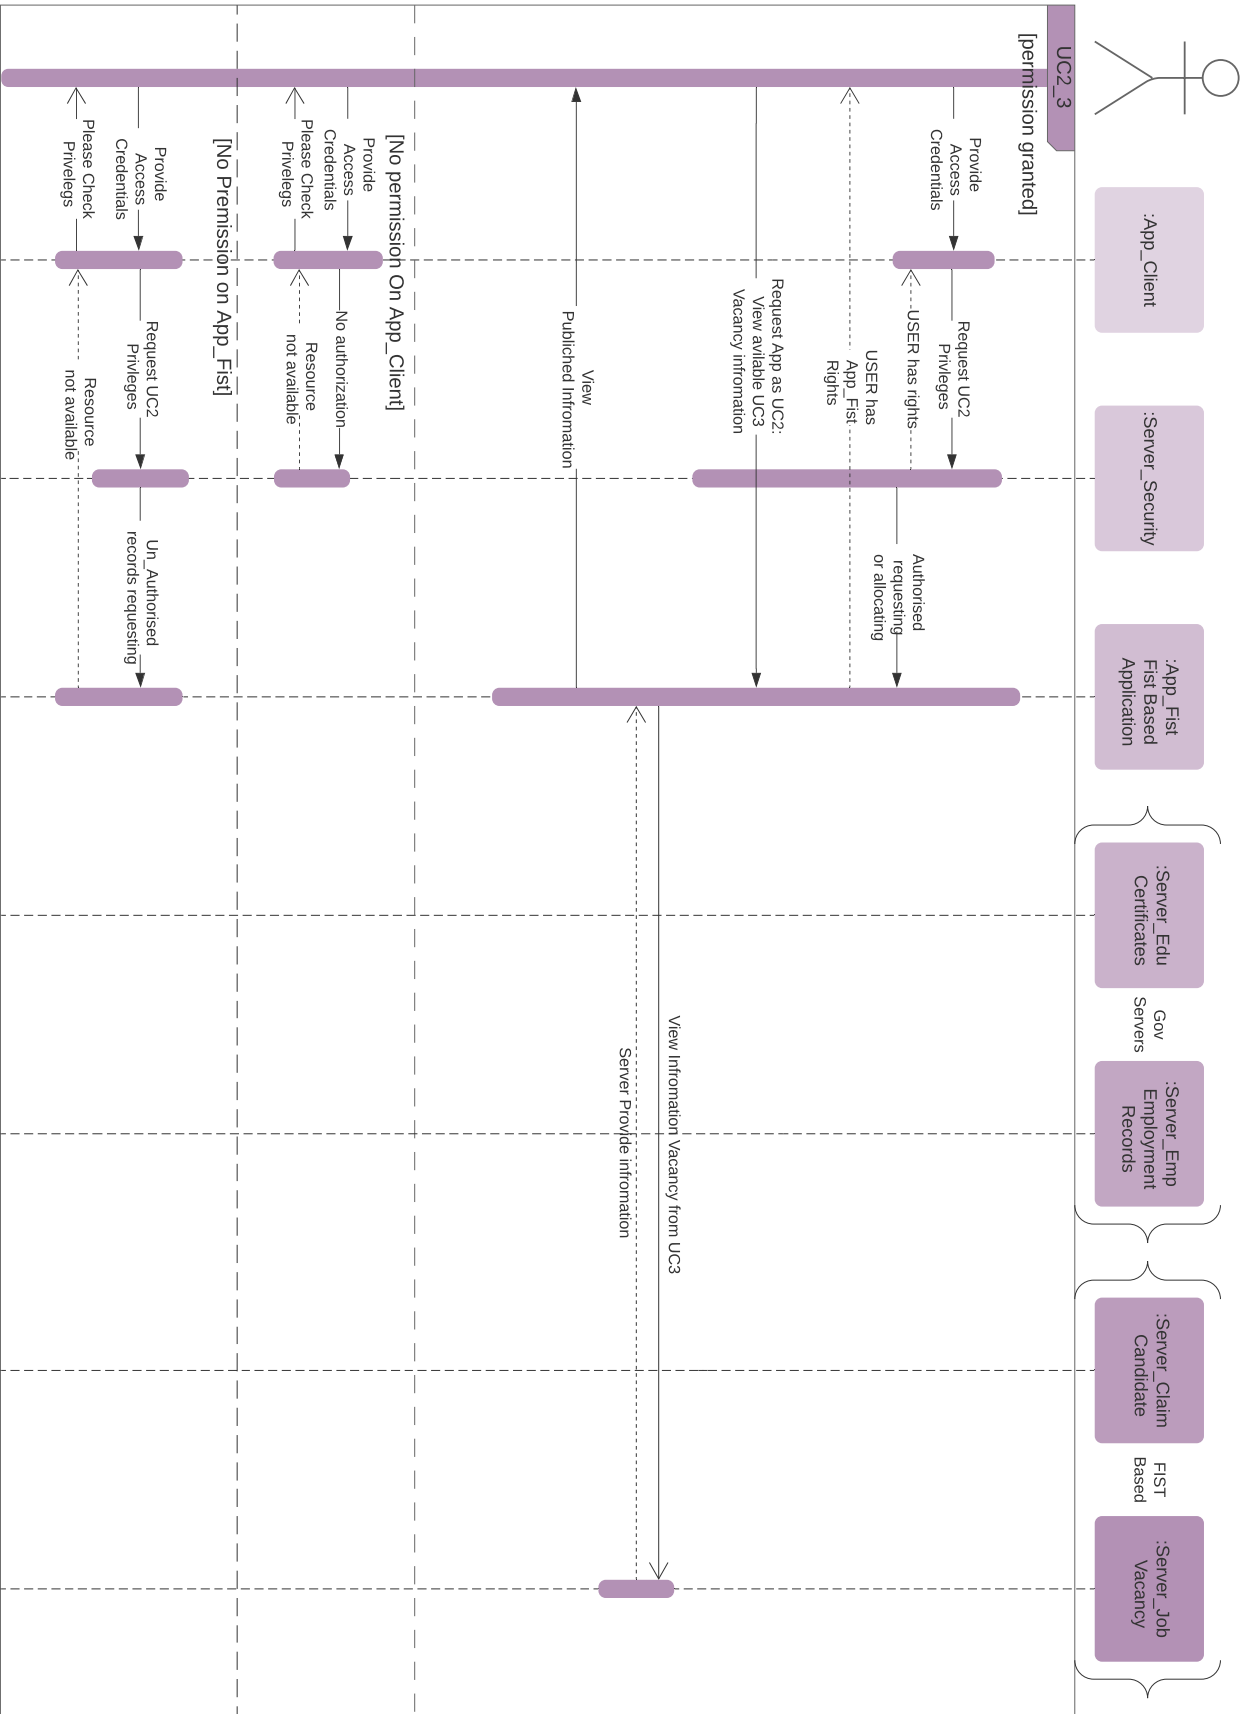 UC2_3
[permission granted]
:App_Client
:Server_Security
:App_Fist
Fist Based
Application
:Server_Edu
Certificates
Gov
Servers
:Server_Emp
Employment
Records
:Server_Claim
Candidate
FIST
Based
:Server_Job
Vacancy
Provide
Access
Credentials
Request UC2
Privleges
USER has rights
Authorised
requesting
or allocating
USER has
App_Fist
Rights
Request App as UC2:
View avilable UC3
Vacancy infromation
View Infromation Vacancy from UC3
Server Provide infromation
View
Publiched Infromation
[No permission On App_Client]
Provide
Access
Credentials
No authorization
Resource
not available
Please Check
Privelegs
[No Premission on App_Fist]
Provide
Access
Credentials
Request UC2
Privleges
Un_Authorised
records requesting
Resource
not available
Please Check
Privelegs